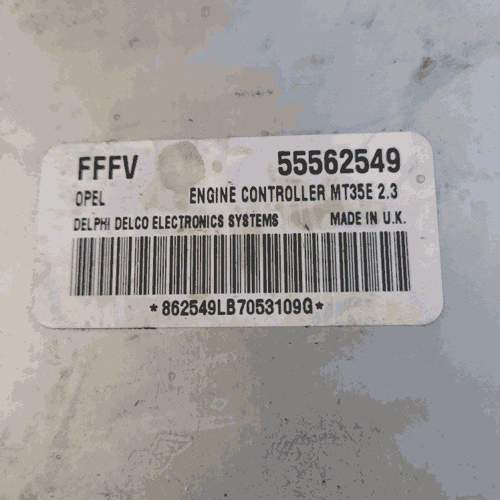 FFFV 55562549
OPEL ENGINE CONTROLLER MT35E 2.3
DELPHI DELCO ELECTRONICS SYSTEMS MADE IN U.K.
*862549LB7053109G*